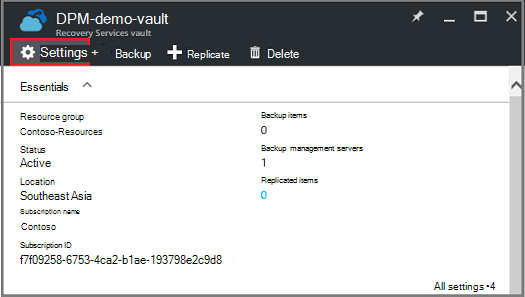 DPM-demo-vault
Recovery Services vault
Settings + Backup + Replicate Delete
Essentials
Resource group
Contoso-Resources
Backup items
0
Status
Active
Backup management servers
1
Location
Southeast Asia
Replicated items
0
Subscription name
Contoso
Subscription ID
f7f09258-6753-4ca2-b1ae-193798e2c9d8
All settings •4